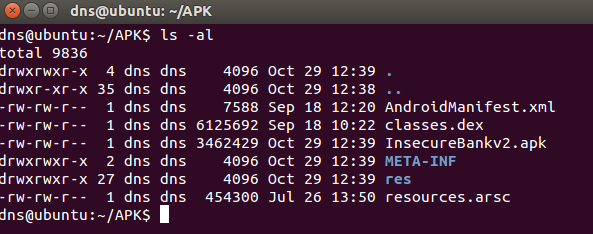 dns@ubuntu: ~/APK
dns@ubuntu:~/APK$ ls -al
total 9836
drwxrwxr-x  4 dns dns    4096 Oct 29 12:39 .
drwxr-xr-x 35 dns dns    4096 Oct 29 12:38 ..
-rw-rw-r--  1 dns dns    7588 Sep 18 12:20 AndroidManifest.xml
-rw-rw-r--  1 dns dns 6125692 Sep 18 10:22 classes.dex
-rw-rw-r--  1 dns dns 3462429 Oct 29 12:39 InsecureBankv2.apk
drwxrwxr-x  2 dns dns    4096 Oct 29 12:39 META-INF
drwxrwxr-x 27 dns dns    4096 Oct 29 12:39 res
-rw-rw-r--  1 dns dns  454300 Jul 26 13:50 resources.arsc
dns@ubuntu:~/APK$